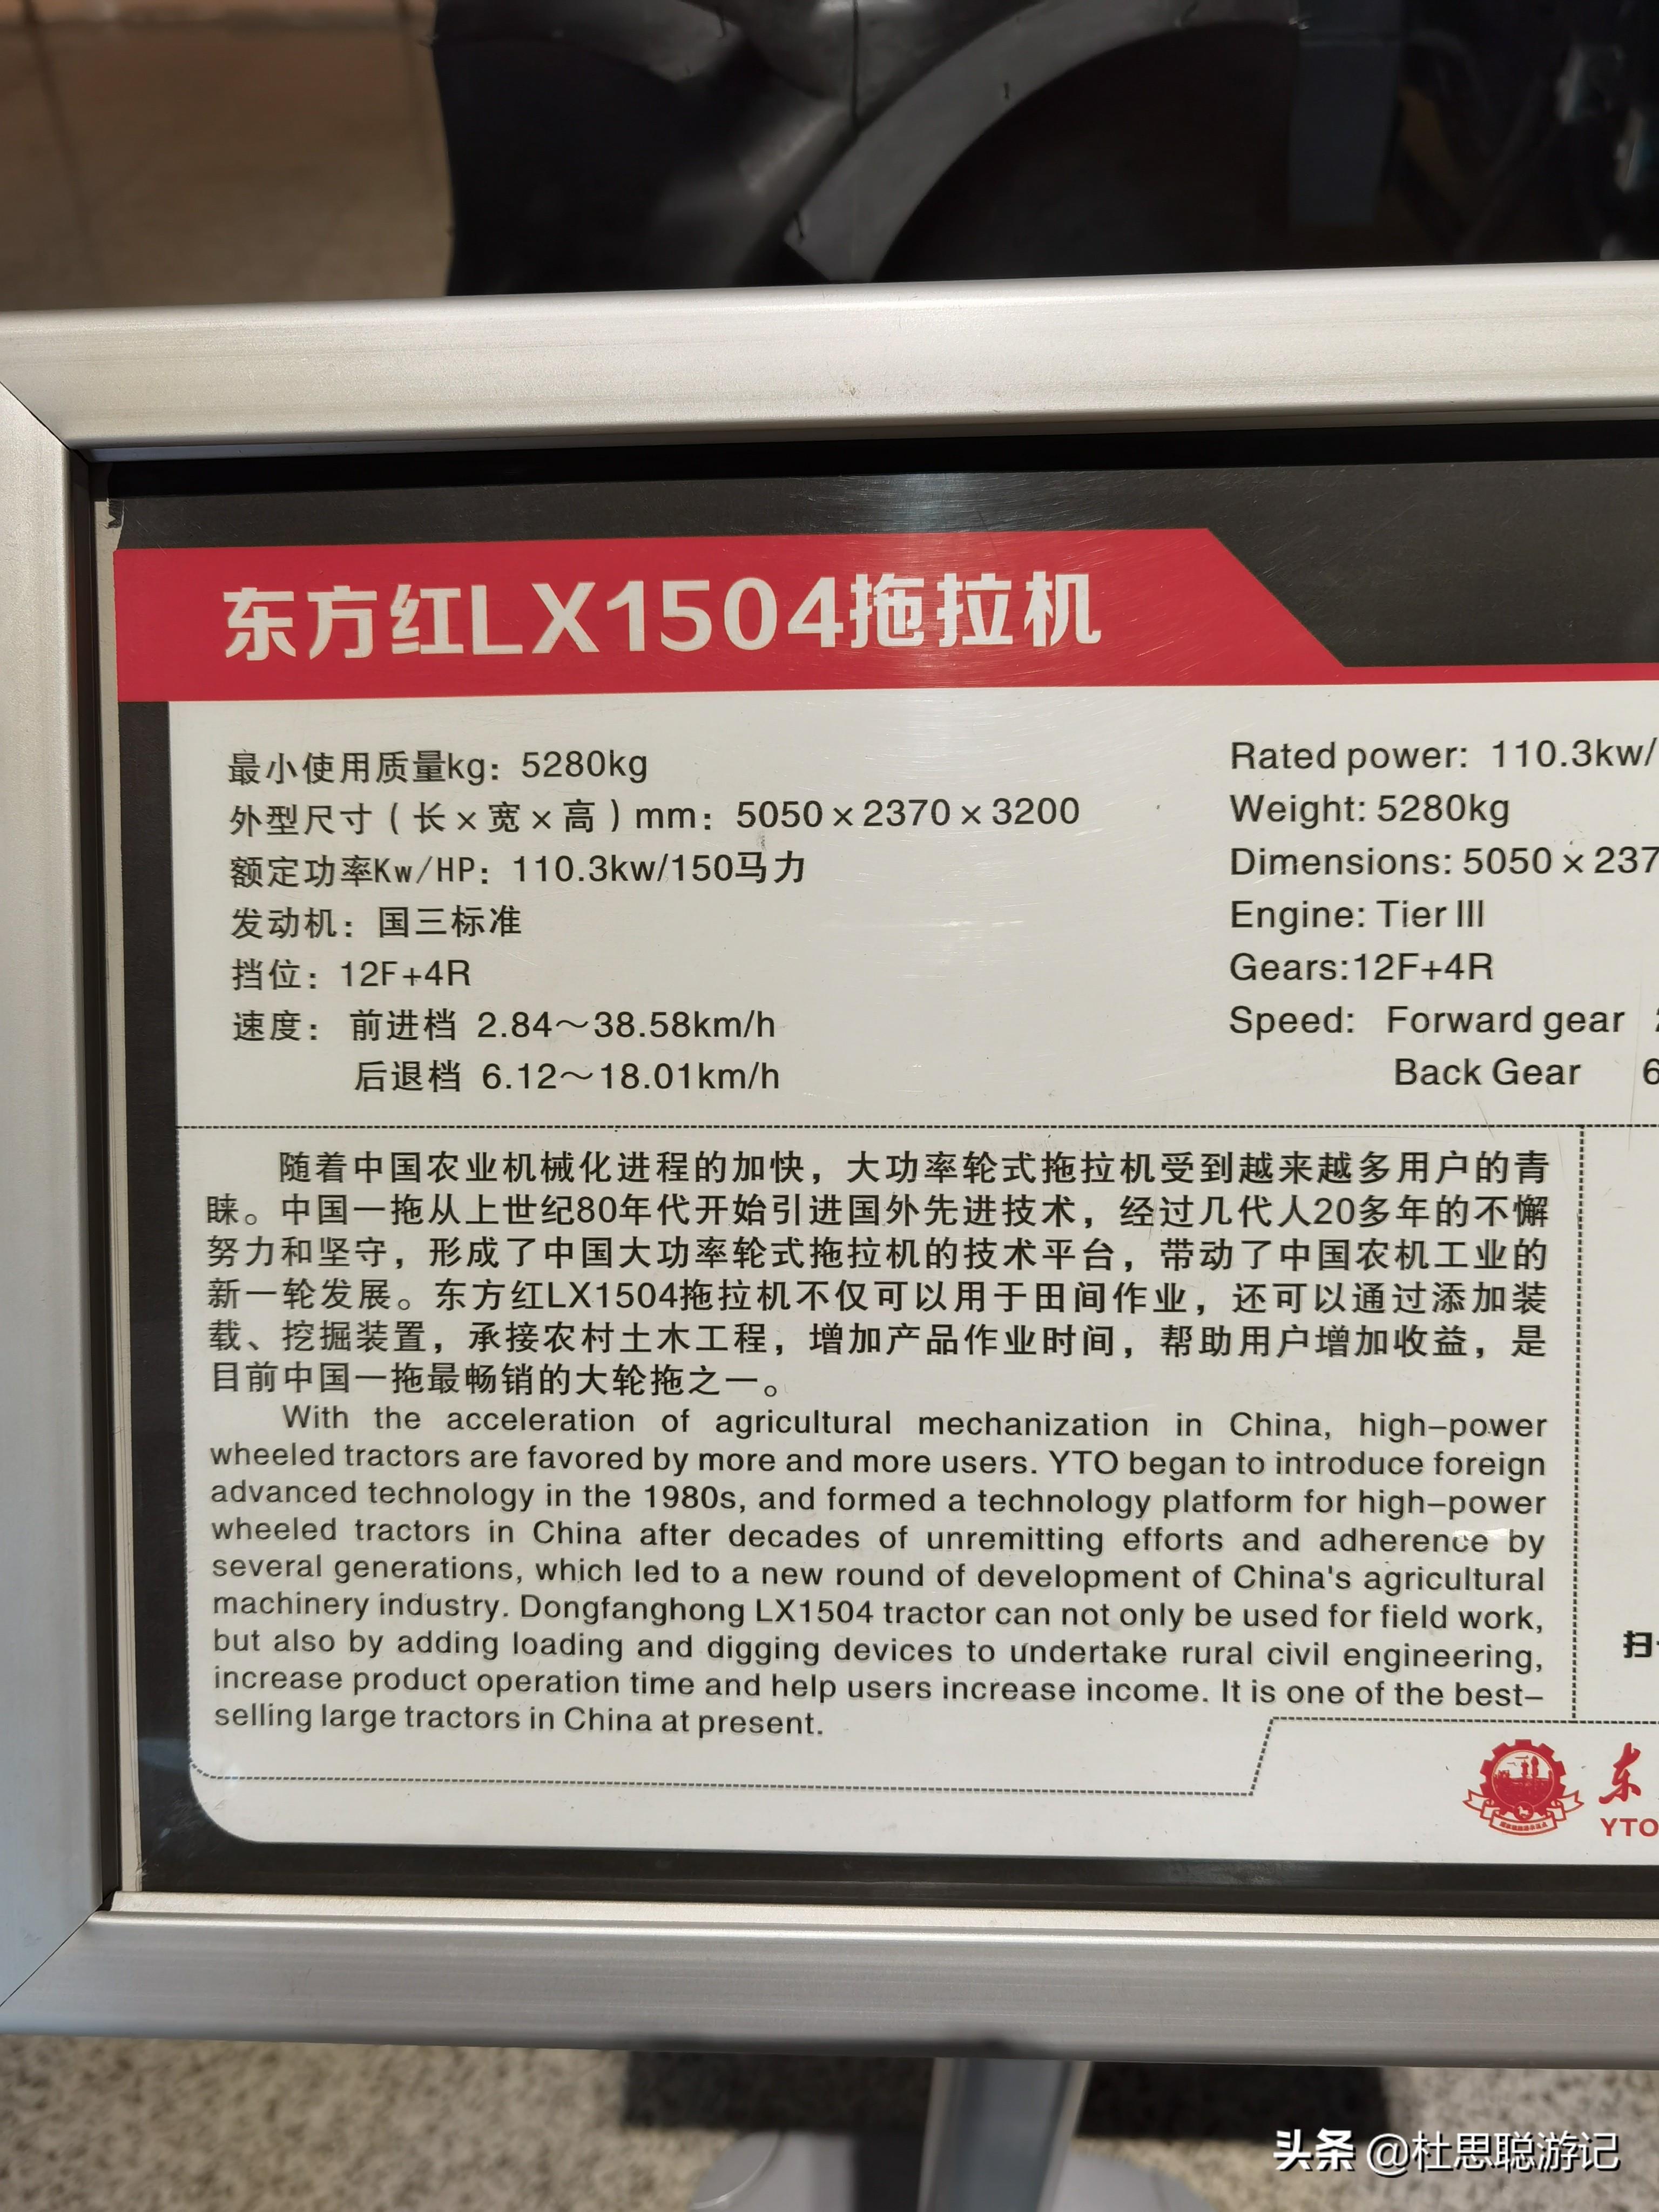 东方红LX1504拖拉机
最小使用质量kg：5280kg
外型尺寸（长×宽×高）mm：5050×2370×3200
额定功率Kw/HP：110.3kw/150马力
发动机：国三标准
挡位：12F+4R
速度：前进档 2.84～38.58km/h
后退档 6.12～18.01km/h
Rated power: 110.3kw/
Weight: 5280kg
Dimensions: 5050×237
Engine: Tier III
Gears:12F+4R
Speed: Forward gear
Back Gear 6
随着中国农业机械化进程的加快，大功率轮式拖拉机受到越来越多用户的青
睐。中国一拖从上世纪80年代开始引进国外先进技术，经过几代人20多年的不懈
努力和坚守，形成了中国大功率轮式拖拉机的技术平台，带动了中国农机工业的
新一轮发展。东方红LX1504拖拉机不仅可以用于田间作业，还可以通过添加装
载、挖掘装置，承接农村土木工程，增加产品作业时间，帮助用户增加收益，是
目前中国一拖最畅销的大轮拖之一。
With the acceleration of agricultural mechanization in China, high–power
wheeled tractors are favored by more and more users. YTO began to introduce foreign
advanced technology in the 1980s, and formed a technology platform for high–power
wheeled tractors in China after decades of unremitting efforts and adherence by
several generations, which led to a new round of development of China's agricultural
machinery industry. Dongfanghong LX1504 tractor can not only be used for field work,
but also by adding loading and digging devices to undertake rural civil engineering,
increase product operation time and help users increase income. It is one of the best–
selling large tractors in China at present.
扫
东
YTO
头条 @杜思聪游记